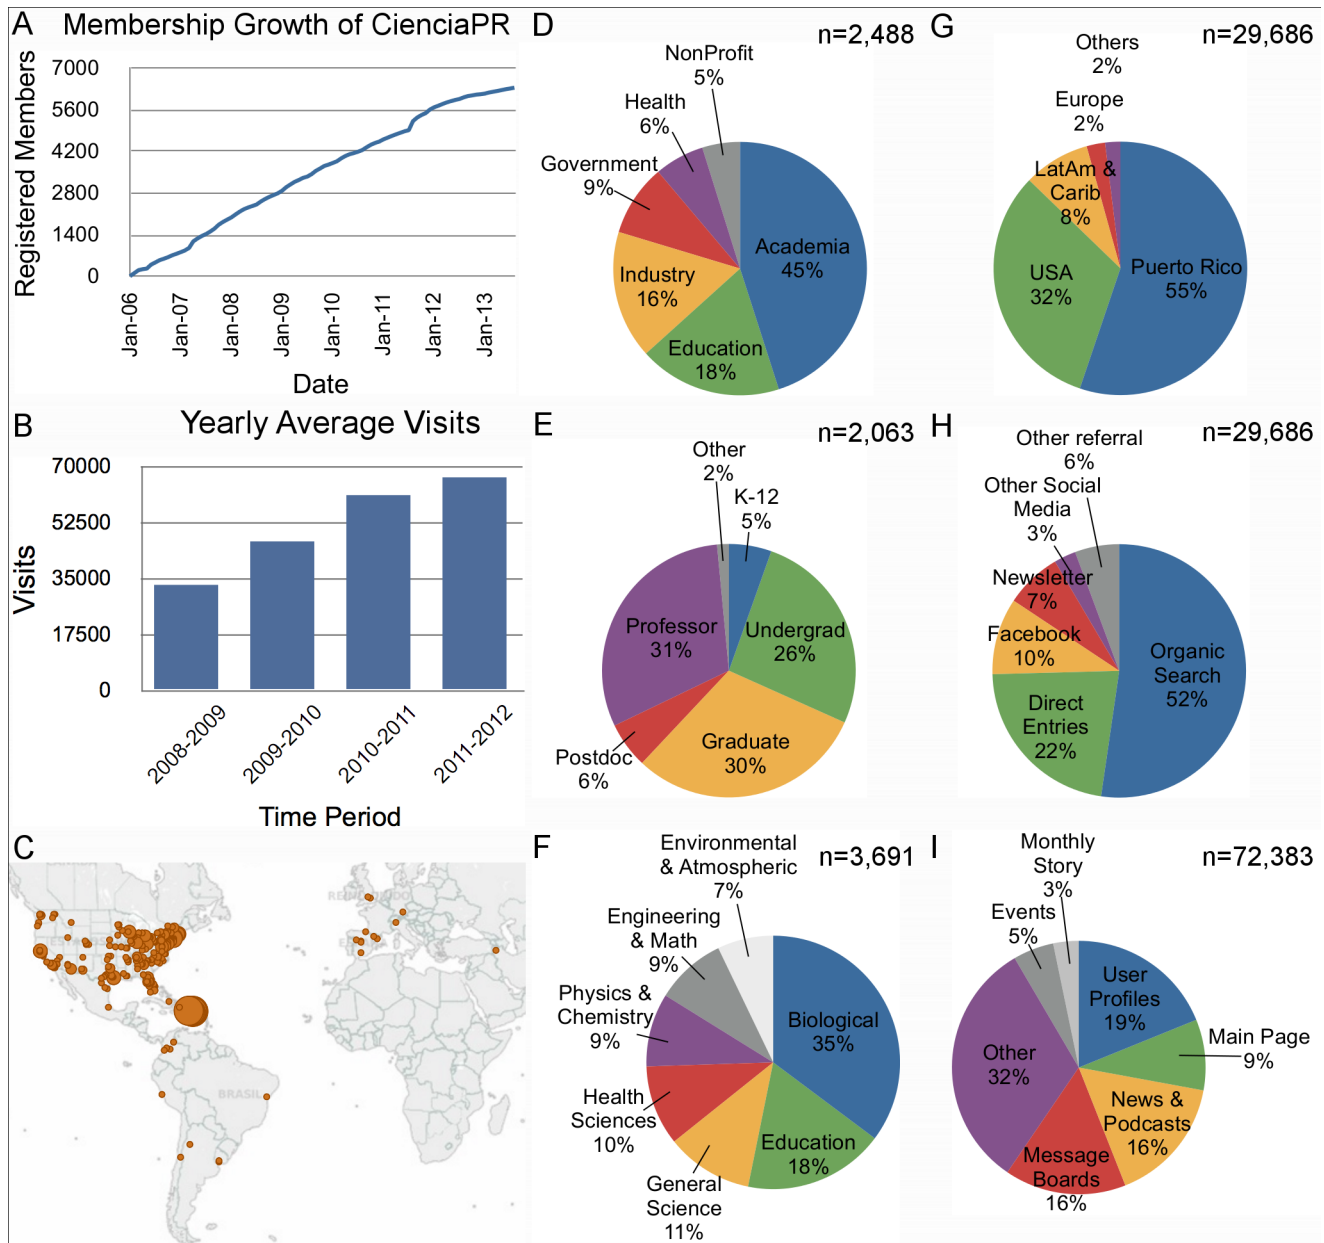 A
Membership Growth of CienciaPR
Registered Members
7000
5600
4200
2800
1400
0
Jan-06
Jan-07
Jan-08
Jan-09
Jan-10
Jan-11
Jan-12
Jan-13
Date
B
Yearly Average Visits
Visits
70000
52500
35000
17500
0
2008-2009
2009-2010
2010-2011
2011-2012
Time Period
C
BRASIL
D
n=2,488
NonProfit
5%
Health
6%
Government
9%
Industry
16%
Education
18%
Academia
45%
E
n=2,063
Other
2%
K-12
5%
Professor
31%
Undergrad
26%
Graduate
30%
Postdoc
6%
F
n=3,691
Environmental
& Atmospheric
7%
Engineering
& Math
9%
Physics &
Chemistry
9%
Health
Sciences
10%
General
Science
11%
Education
18%
Biological
35%
G
n=29,686
Others
2%
Europe
2%
LatAm &
Carib
8%
USA
32%
Puerto Rico
55%
H
n=29,686
Other referral
6%
Other Social
Media
3%
Newsletter
7%
Facebook
10%
Direct
Entries
22%
Organic
Search
52%
I
n=72,383
Monthly
Story
3%
Events
5%
User
Profiles
19%
Main Page
9%
News &
Podcasts
16%
Message
Boards
16%
Other
32%